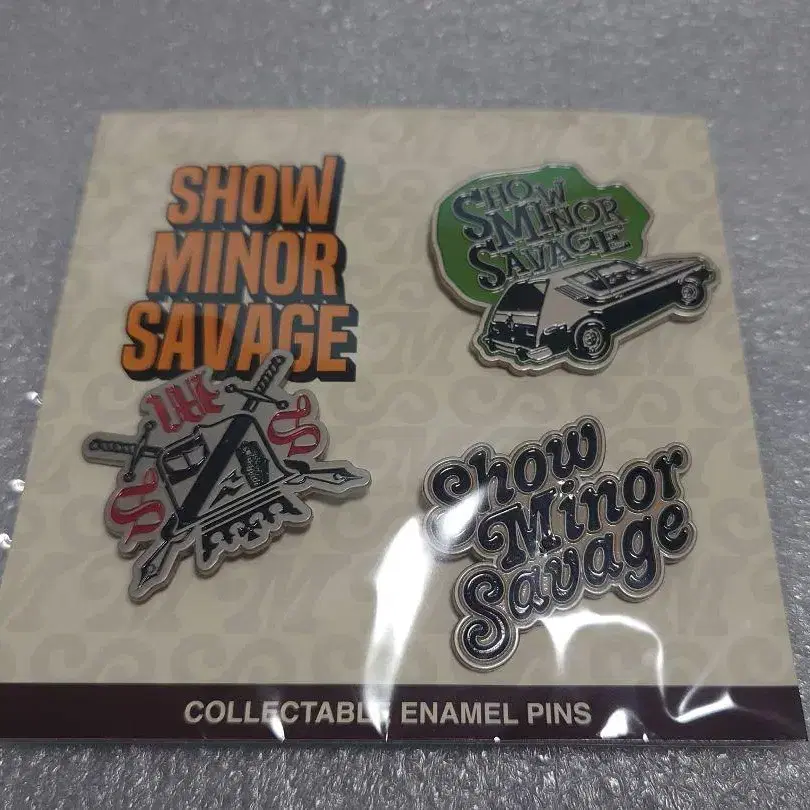 SHOW
MINOR
SAVAGE
SHOW
MINOR
SAVAGE
S M S
Show
Minor
Savage
COLLECTABLE ENAMEL PINS